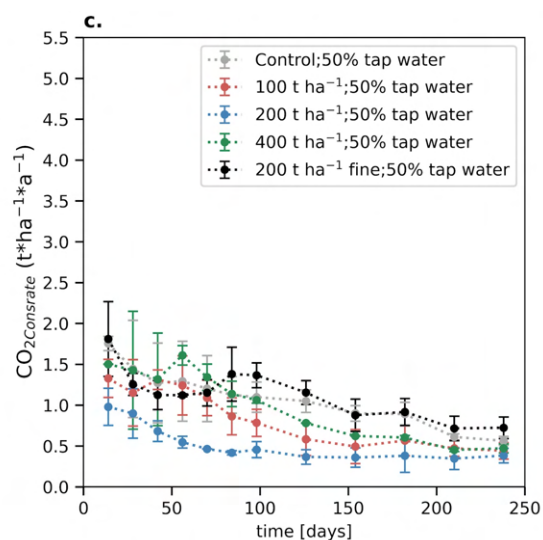 c.
5.5
5.0
4.5
4.0
3.5
3.0
2.5
2.0
1.5
1.0
0.5
0.0
CO₂Consrate (t*ha⁻¹*a⁻¹)
Control;50% tap water
100 t ha⁻¹;50% tap water
200 t ha⁻¹;50% tap water
400 t ha⁻¹;50% tap water
200 t ha⁻¹ fine;50% tap water
0 50 100 150 200 250
time [days]